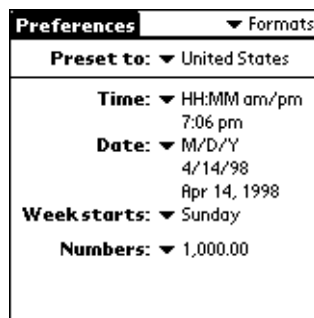 Preferences ▼ Formats
Preset to: ▼ United States
Time: ▼ HH:MM am/pm
7:06 pm
Date: ▼ M/D/Y
4/14/98
Apr 14, 1998
Week starts: ▼ Sunday
Numbers: ▼ 1,000.00